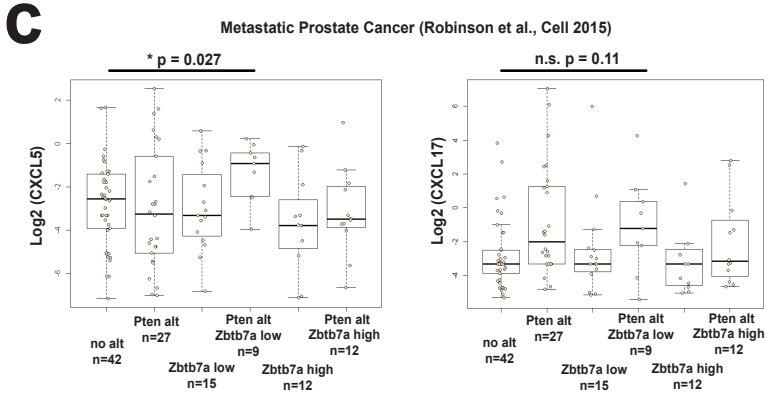 C
Metastatic Prostate Cancer (Robinson et al., Cell 2015)
* p = 0.027
Log2 (CXCL5)
2
0
-2
-4
-6
no alt
n=42
Pten alt
n=27
Zbtb7a low
n=15
Pten alt
Zbtb7a low
n=9
Zbtb7a high
n=12
Pten alt
Zbtb7a high
n=12
n.s. p = 0.11
Log2 (CXCL17)
6
4
2
0
-2
-4
no alt
n=42
Pten alt
n=27
Zbtb7a low
n=15
Pten alt
Zbtb7a low
n=9
Zbtb7a high
n=12
Pten alt
Zbtb7a high
n=12